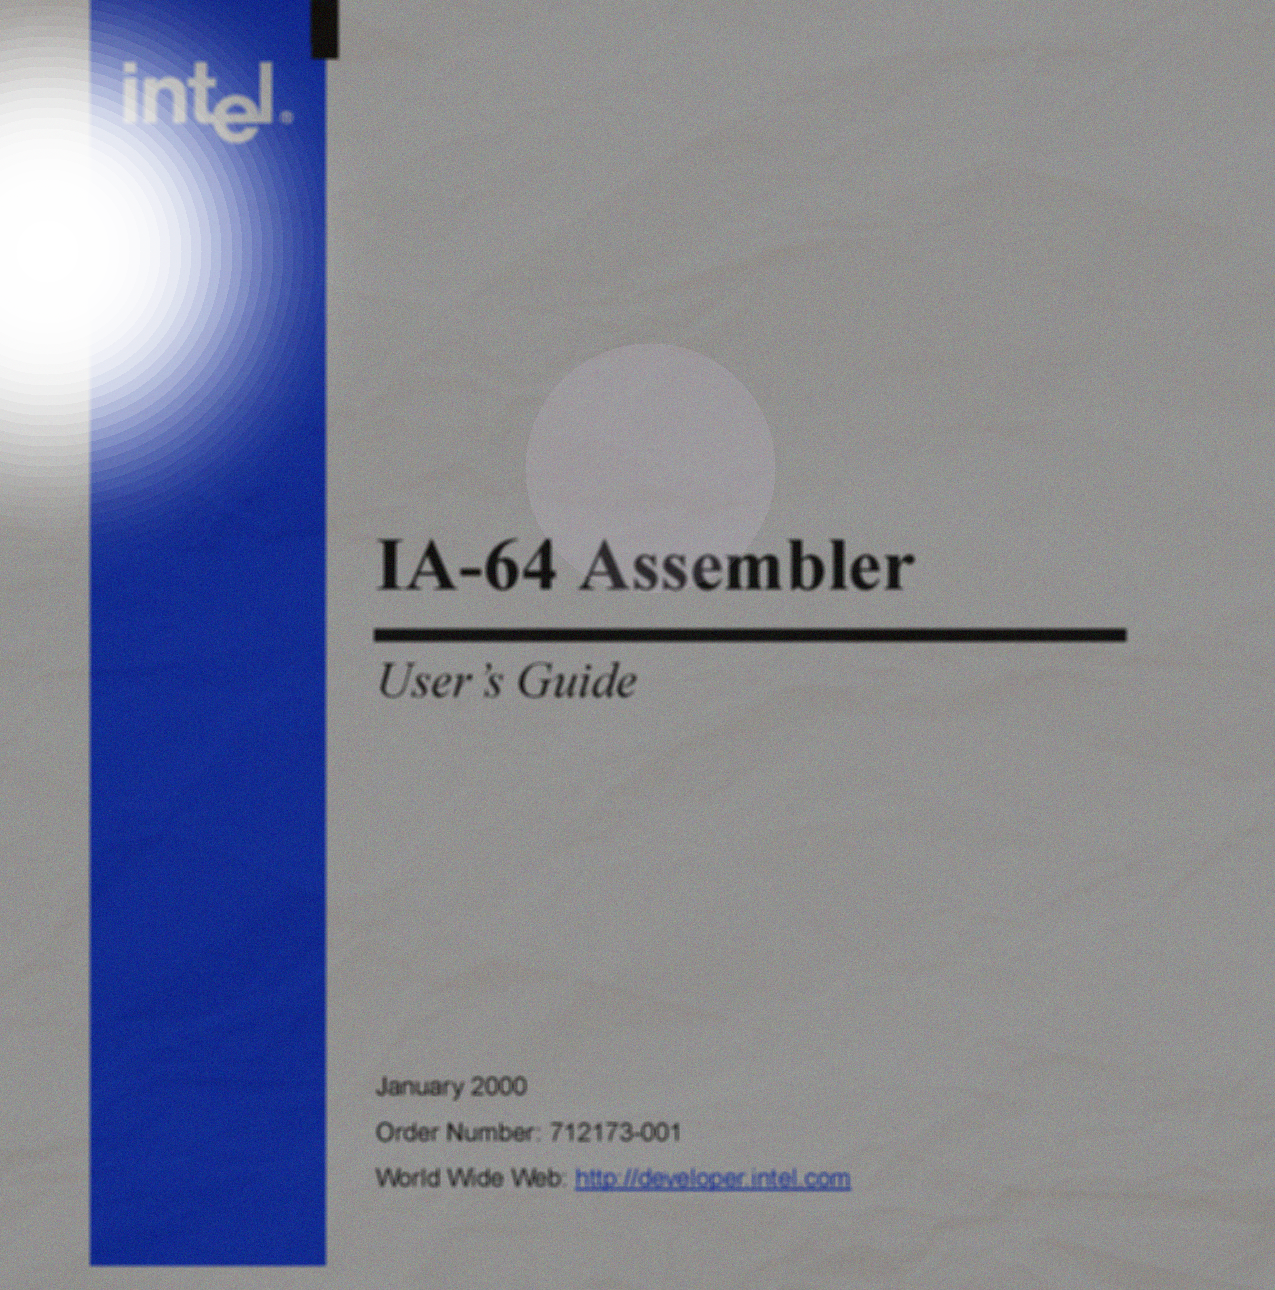 intel®
IA-64 Assembler
User's Guide
January 2000
Order Number: 712173-001
World Wide Web: http://developer.intel.com